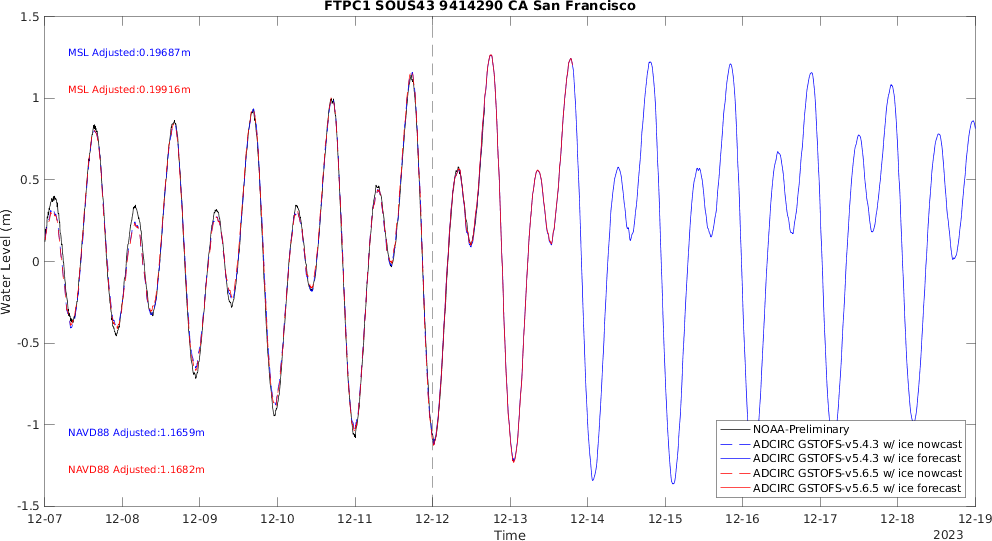 FTPC1 SOUS43 9414290 CA San Francisco
1.5
1
0.5
0
-0.5
-1
-1.5
Water Level (m)
MSL Adjusted:0.19687m
MSL Adjusted:0.19916m
NAVD88 Adjusted:1.1659m
NAVD88 Adjusted:1.1682m
NOAA-Preliminary
ADCIRC GSTOFS-v5.4.3 w/ ice nowcast
ADCIRC GSTOFS-v5.4.3 w/ ice forecast
ADCIRC GSTOFS-v5.6.5 w/ ice nowcast
ADCIRC GSTOFS-v5.6.5 w/ ice forecast
12-07 12-08 12-09 12-10 12-11 12-12 12-13 12-14 12-15 12-16 12-17 12-18 12-19
Time
2023